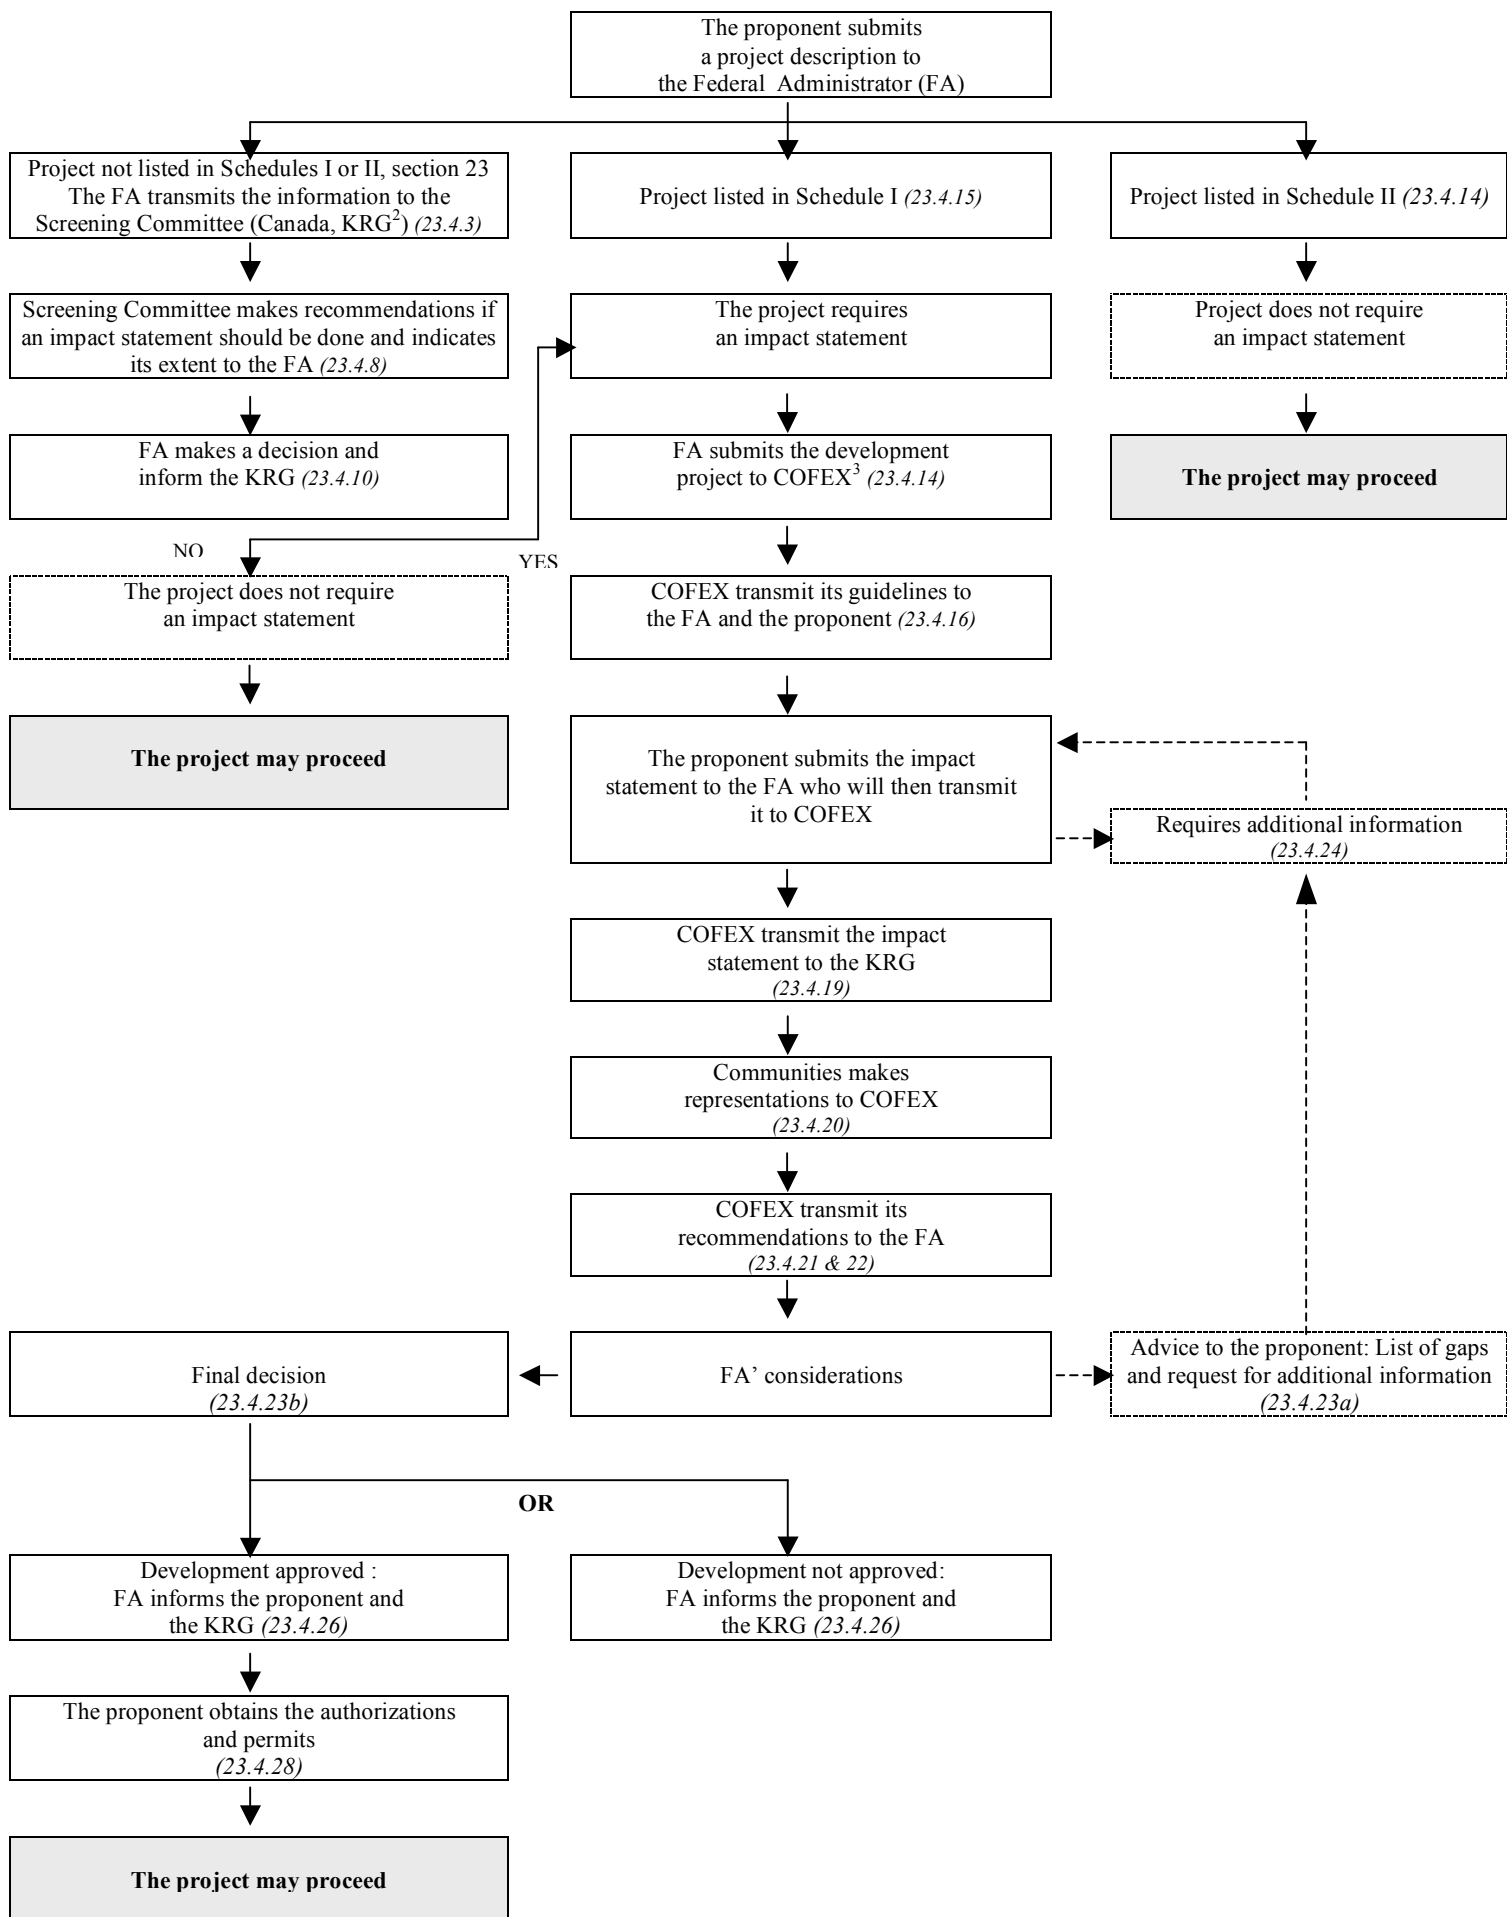 The proponent submits
a project description to
the Federal Administrator (FA)
Project not listed in Schedules I or II, section 23
The FA transmits the information to the
Screening Committee (Canada, KRG²) (23.4.3)
Project listed in Schedule I (23.4.15)
Project listed in Schedule II (23.4.14)
Screening Committee makes recommendations if
an impact statement should be done and indicates
its extent to the FA (23.4.8)
The project requires
an impact statement
Project does not require
an impact statement
FA makes a decision and
inform the KRG (23.4.10)
FA submits the development
project to COFEX³ (23.4.14)
The project may proceed
NO
YES
The project does not require
an impact statement
COFEX transmit its guidelines to
the FA and the proponent (23.4.16)
The project may proceed
The proponent submits the impact
statement to the FA who will then transmit
it to COFEX
Requires additional information
(23.4.24)
COFEX transmit the impact
statement to the KRG
(23.4.19)
Communities makes
representations to COFEX
(23.4.20)
COFEX transmit its
recommendations to the FA
(23.4.21 & 22)
Final decision
(23.4.23b)
FA' considerations
Advice to the proponent: List of gaps
and request for additional information
(23.4.23a)
OR
Development approved :
FA informs the proponent and
the KRG (23.4.26)
Development not approved:
FA informs the proponent and
the KRG (23.4.26)
The proponent obtains the authorizations
and permits
(23.4.28)
The project may proceed